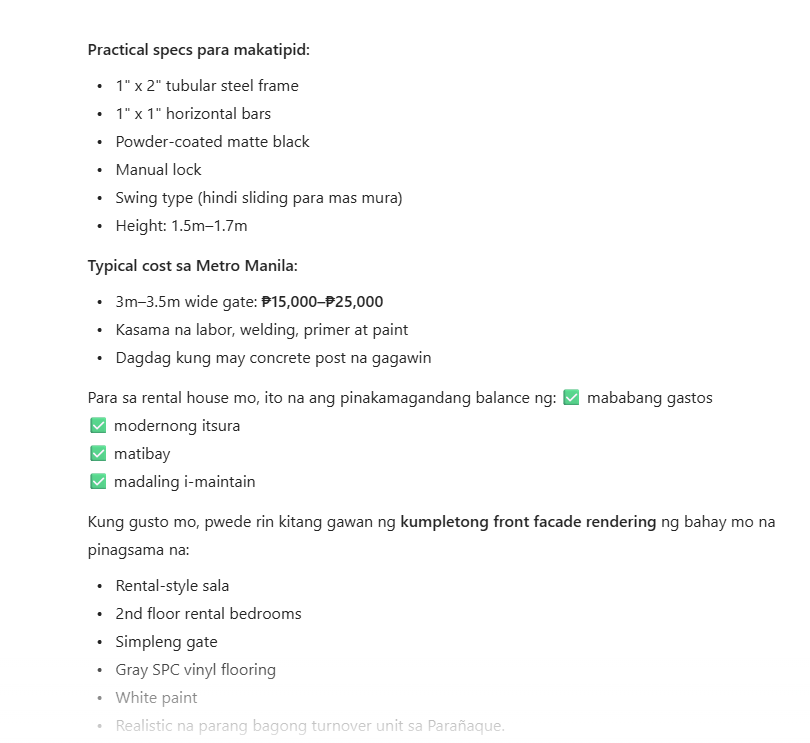 Practical specs para makatipid:
• 1" x 2" tubular steel frame
• 1" x 1" horizontal bars
• Powder-coated matte black
• Manual lock
• Swing type (hindi sliding para mas mura)
• Height: 1.5m–1.7m
Typical cost sa Metro Manila:
• 3m–3.5m wide gate: ₱15,000–₱25,000
• Kasama na labor, welding, primer at paint
• Dagdag kung may concrete post na gagawin
Para sa rental house mo, ito na ang pinakamagandang balance ng: ✅ mababang gastos
✅ modernong itsura
✅ matibay
✅ madaling i-maintain
Kung gusto mo, pwede rin kitang gawan ng kumpletong front facade rendering ng bahay mo na
pinagsama na:
• Rental-style sala
• 2nd floor rental bedrooms
• Simpleng gate
• Gray SPC vinyl flooring
• White paint
• Realistic na parang bagong turnover unit sa Parañaque.